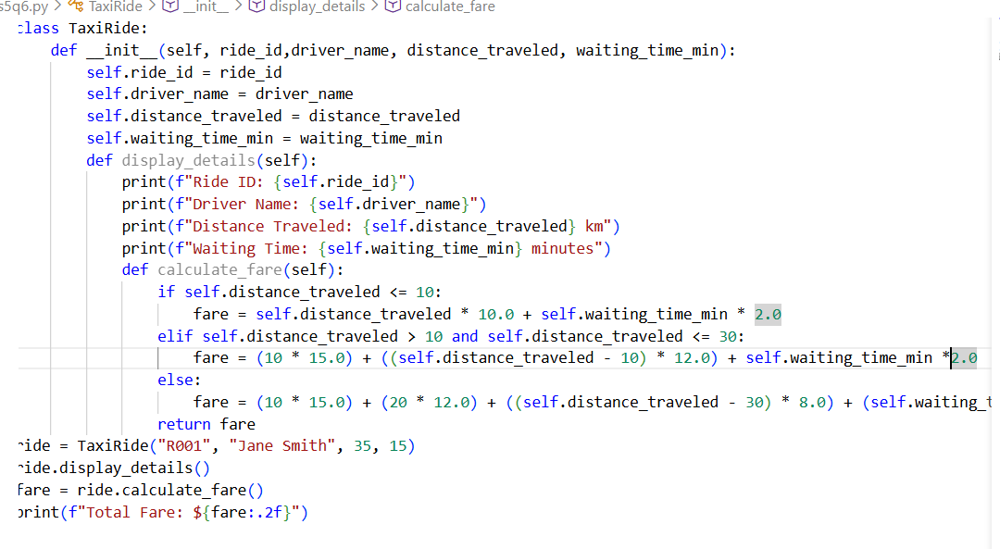 s5q6.py > TaxiRide > __init__ > display_details > calculate_fare
class TaxiRide:
    def __init__(self, ride_id,driver_name, distance_traveled, waiting_time_min):
        self.ride_id = ride_id
        self.driver_name = driver_name
        self.distance_traveled = distance_traveled
        self.waiting_time_min = waiting_time_min
        def display_details(self):
            print(f"Ride ID: {self.ride_id}")
            print(f"Driver Name: {self.driver_name}")
            print(f"Distance Traveled: {self.distance_traveled} km")
            print(f"Waiting Time: {self.waiting_time_min} minutes")
            def calculate_fare(self):
                if self.distance_traveled <= 10:
                    fare = self.distance_traveled * 10.0 + self.waiting_time_min * 2.0
                elif self.distance_traveled > 10 and self.distance_traveled <= 30:
                    fare = (10 * 15.0) + ((self.distance_traveled - 10) * 12.0) + self.waiting_time_min *2.0
                else:
                    fare = (10 * 15.0) + (20 * 12.0) + ((self.distance_traveled - 30) * 8.0) + (self.waiting_t
                return fare
ride = TaxiRide("R001", "Jane Smith", 35, 15)
ride.display_details()
fare = ride.calculate_fare()
print(f"Total Fare: ${fare:.2f}")